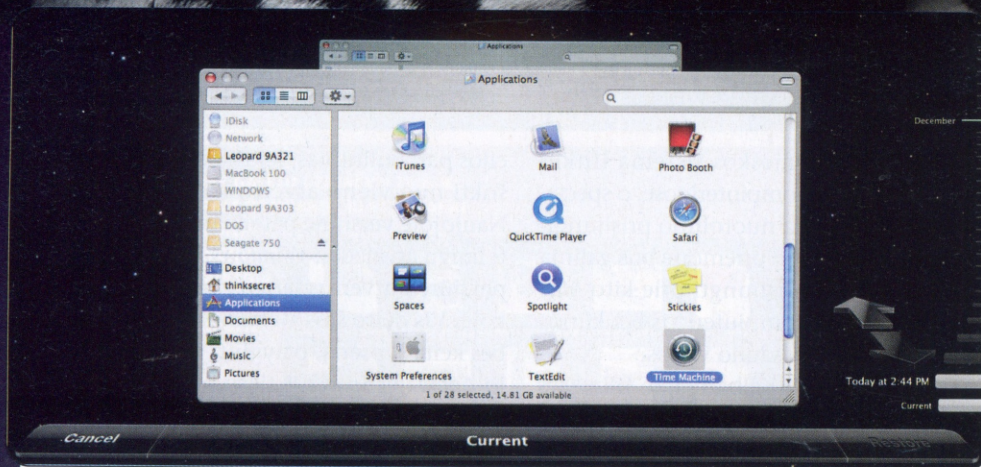 Applications
Applications
iDisk
Network
Leopard 9A321
MacBook 100
WINDOWS
Leopard 9A303
DOS
Seagate 750
Desktop
thinksecret
Applications
Documents
Movies
Music
Pictures
iTunes
Mail
Photo Booth
Preview
QuickTime Player
Safari
Spaces
Spotlight
Stickies
System Preferences
TextEdit
Time Machine
1 of 28 selected, 14.81 GB available
December
Today at 2:44 PM
Current
Cancel
Current
Restore